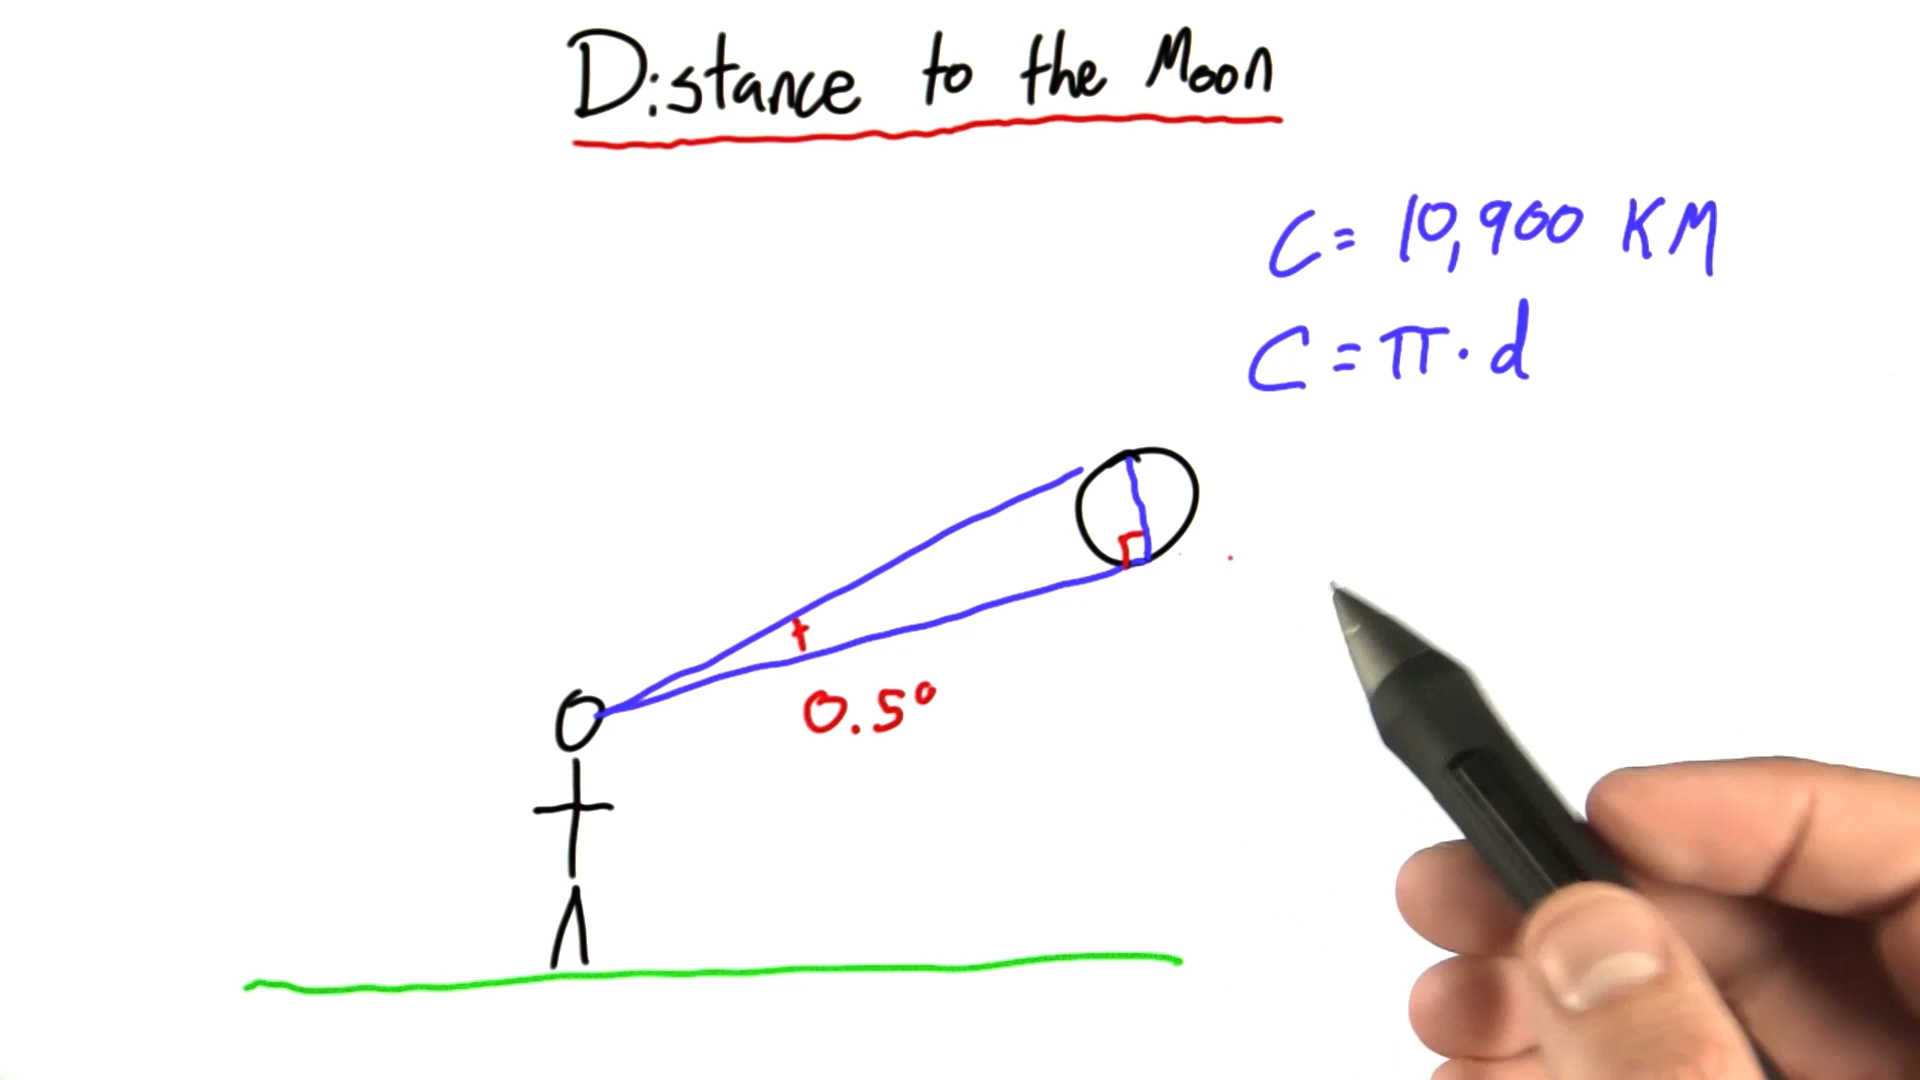 Distance to the Moon
C = 10,900 KM
C = π · d
0.5°